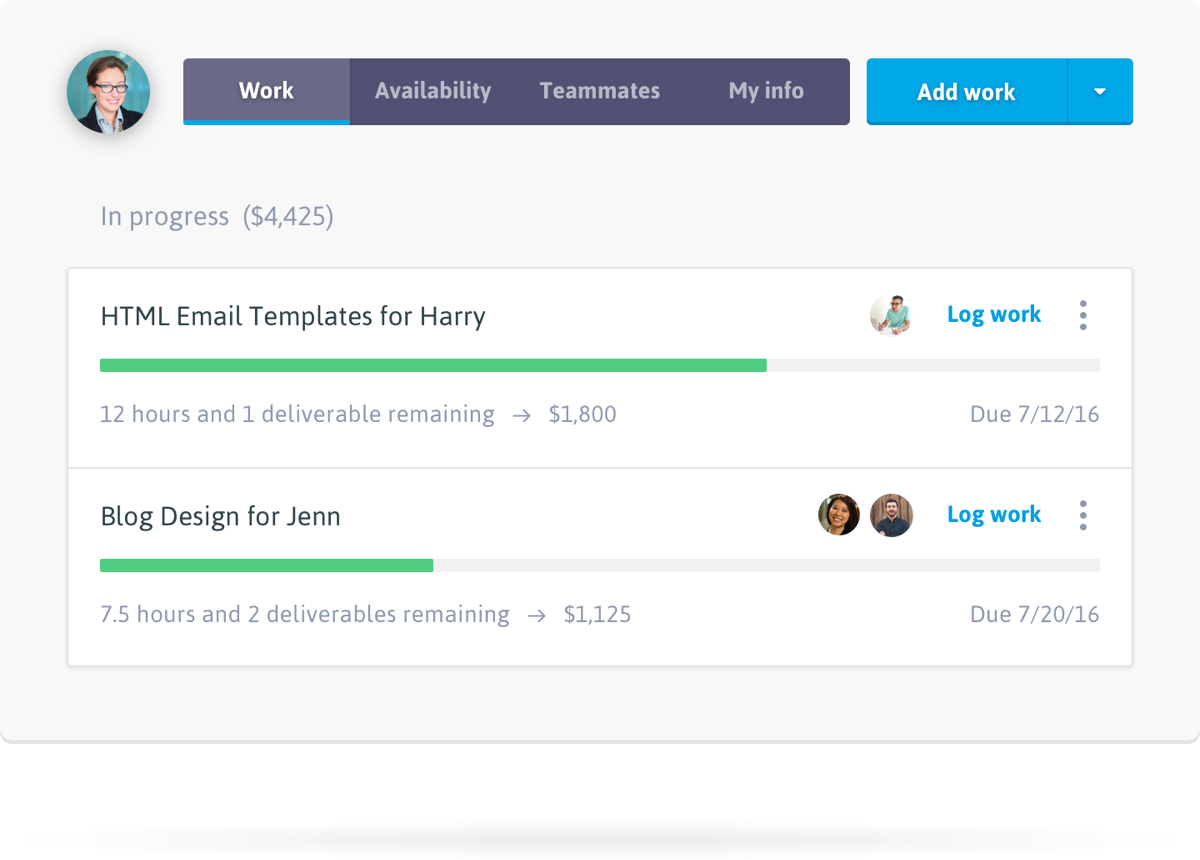 Work Availability Teammates My info Add work
In progress ($4,425)
HTML Email Templates for Harry Log work
12 hours and 1 deliverable remaining → $1,800 Due 7/12/16
Blog Design for Jenn Log work
7.5 hours and 2 deliverables remaining → $1,125 Due 7/20/16